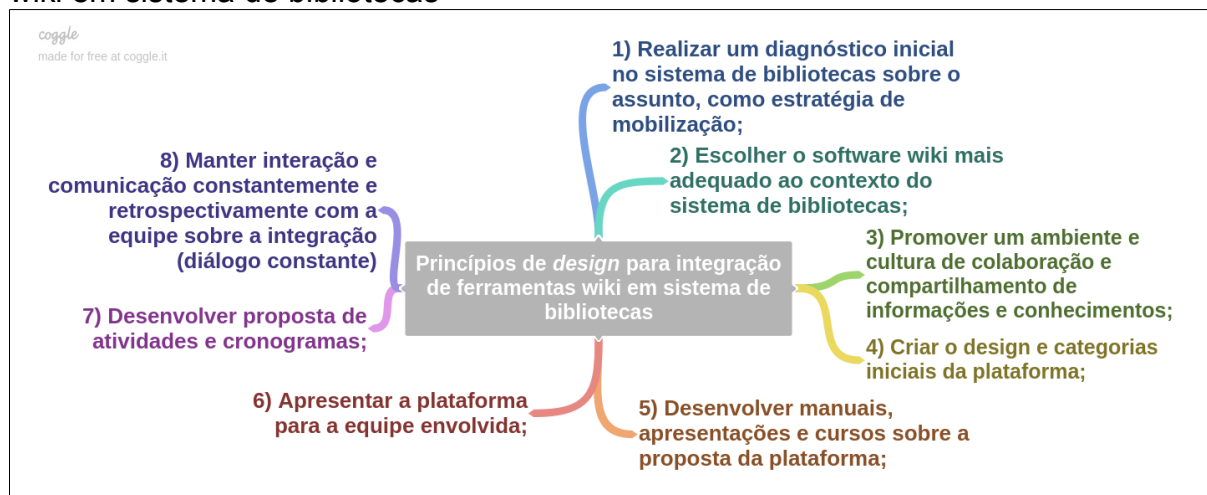 wiki em sistema de bibliotecas
coggle
made for free at coggle.it
1) Realizar um diagnóstico inicial
no sistema de bibliotecas sobre o
assunto, como estratégia de
mobilização;
2) Escolher o software wiki mais
adequado ao contexto do
sistema de bibliotecas;
3) Promover um ambiente e
cultura de colaboração e
compartilhamento de
informações e conhecimentos;
4) Criar o design e categorias
iniciais da plataforma;
5) Desenvolver manuais,
apresentações e cursos sobre a
proposta da plataforma;
6) Apresentar a plataforma
para a equipe envolvida;
7) Desenvolver proposta de
atividades e cronogramas;
8) Manter interação e
comunicação constantemente e
retrospectivamente com a
equipe sobre a integração
(diálogo constante)
Princípios de design para integração
de ferramentas wiki em sistema de
bibliotecas